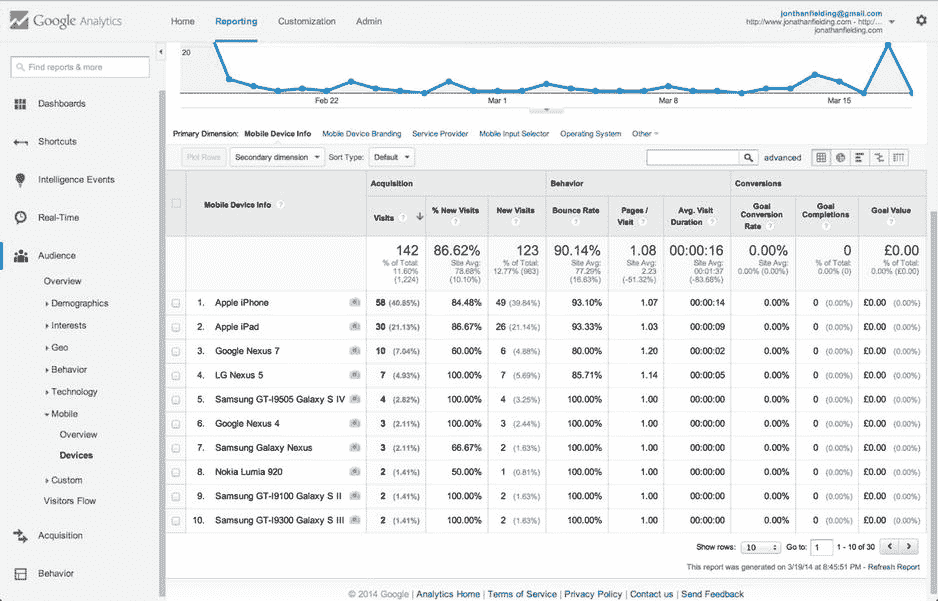 Google Analytics
Home Reporting Customization Admin
jonthanfielding@gmail.com
http://www.jonathanfielding.com - http:/...
jonathanfielding.com
Find reports & more
Dashboards
Shortcuts
Intelligence Events
Real-Time
Audience
Overview
Demographics
Interests
Geo
Behavior
Technology
Mobile
Overview
Devices
Custom
Visitors Flow
Acquisition
Behavior
20
Feb 22 Mar 1 Mar 8 Mar 15
Primary Dimension: Mobile Device Info Mobile Device Branding Service Provider Mobile Input Selector Operating System Other
Plot Rows Secondary dimension Sort Type: Default advanced
Acquisition Behavior Conversions
Mobile Device Info Visits % New Visits New Visits Bounce Rate Pages / Visit Avg. Visit Duration Goal Conversion Rate Goal Completions Goal Value
142 86.62% 123 90.14% 1.08 00:00:16 0.00% 0 £0.00
% of Total: 11.60% (1,224) Site Avg: 78.68% (10.10%) % of Total: 12.77% (963) Site Avg: 77.29% (16.63%) Site Avg: 2.23 (-51.32%) Site Avg: 00:01:37 (-83.68%) Site Avg: 0.00% (0.00%) % of Total: 0.00% (0) % of Total: 0.00% (£0.00)
1. Apple iPhone 58 (40.85%) 84.48% 49 (39.84%) 93.10% 1.07 00:00:14 0.00% 0 (0.00%) £0.00 (0.00%)
2. Apple iPad 30 (21.13%) 86.67% 26 (21.14%) 93.33% 1.03 00:00:09 0.00% 0 (0.00%) £0.00 (0.00%)
3. Google Nexus 7 10 (7.04%) 60.00% 6 (4.88%) 80.00% 1.20 00:00:02 0.00% 0 (0.00%) £0.00 (0.00%)
4. LG Nexus 5 7 (4.93%) 100.00% 7 (5.69%) 85.71% 1.14 00:00:05 0.00% 0 (0.00%) £0.00 (0.00%)
5. Samsung GT-I9505 Galaxy S IV 4 (2.82%) 100.00% 4 (3.25%) 100.00% 1.00 00:00:00 0.00% 0 (0.00%) £0.00 (0.00%)
6. Google Nexus 4 3 (2.11%) 100.00% 3 (2.44%) 100.00% 1.00 00:00:00 0.00% 0 (0.00%) £0.00 (0.00%)
7. Samsung Galaxy Nexus 3 (2.11%) 66.67% 2 (1.63%) 100.00% 1.00 00:00:00 0.00% 0 (0.00%) £0.00 (0.00%)
8. Nokia Lumia 920 2 (1.41%) 50.00% 1 (0.81%) 100.00% 1.00 00:00:00 0.00% 0 (0.00%) £0.00 (0.00%)
9. Samsung GT-I9100 Galaxy S II 2 (1.41%) 100.00% 2 (1.63%) 100.00% 1.00 00:00:00 0.00% 0 (0.00%) £0.00 (0.00%)
10. Samsung GT-I9300 Galaxy S III 2 (1.41%) 100.00% 2 (1.63%) 100.00% 1.00 00:00:00 0.00% 0 (0.00%) £0.00 (0.00%)
Show rows: 10 Go to: 1 1 - 10 of 30
This report was generated on 3/19/14 at 8:45:51 PM - Refresh Report
© 2014 Google | Analytics Home | Terms of Service | Privacy Policy | Contact us | Send Feedback